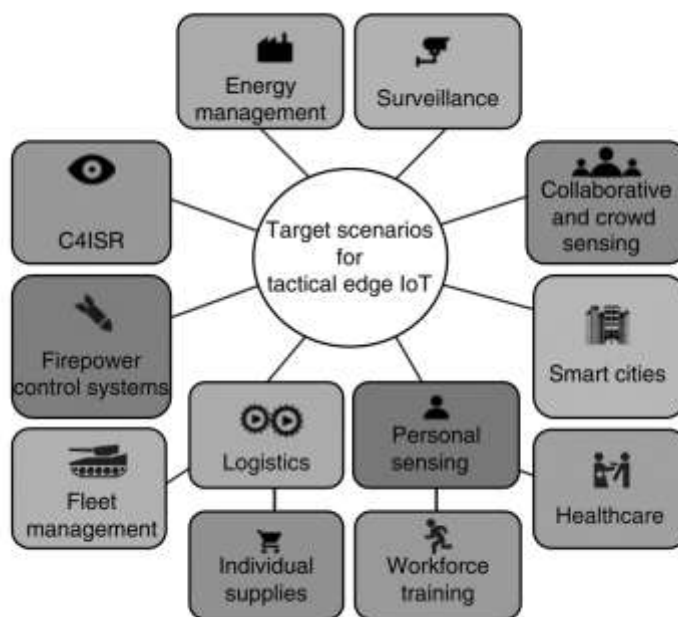 Energy
management
Surveillance
C4ISR
Target scenarios
for
tactical edge IoT
Collaborative
and crowd
sensing
Firepower
control systems
Smart cities
Logistics
Personal
sensing
Fleet
management
Healthcare
Individual
supplies
Workforce
training